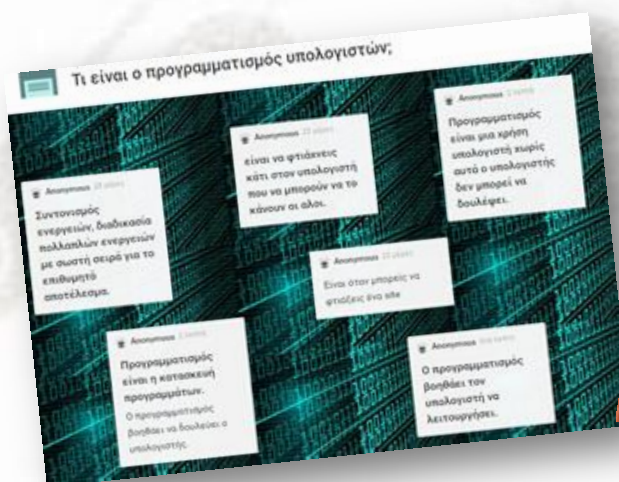 Τι είναι ο προγραμματισμός υπολογιστών;
Anonymous
Συντονισμός
ενεργειών, διαδικασία
πολλαπλών ενεργειών
με σωστή σειρά για το
επιθυμητό
αποτέλεσμα.
Anonymous
είναι να φτιάχνεις
κάτι στον υπολογιστή
που να μπορούν να το
κάνουν οι αλοι.
Anonymous
Προγραμματισμός
είναι μια χρήση
υπολογιστή χωρίς
αυτό ο υπολογιστής
δεν μπορεί να
δουλέψει.
Anonymous
Είναι όταν μπορείς να
φτιάξεις ένα site
Anonymous
Προγραμματισμός
είναι η κατασκευή
προγραμμάτων.
Ο προγραμματισμός
βοηθάει να δουλεύει ο
υπολογιστής.
Anonymous
Ο προγραμματισμός
βοηθάει τον
υπολογιστή να
λειτουργήσει.